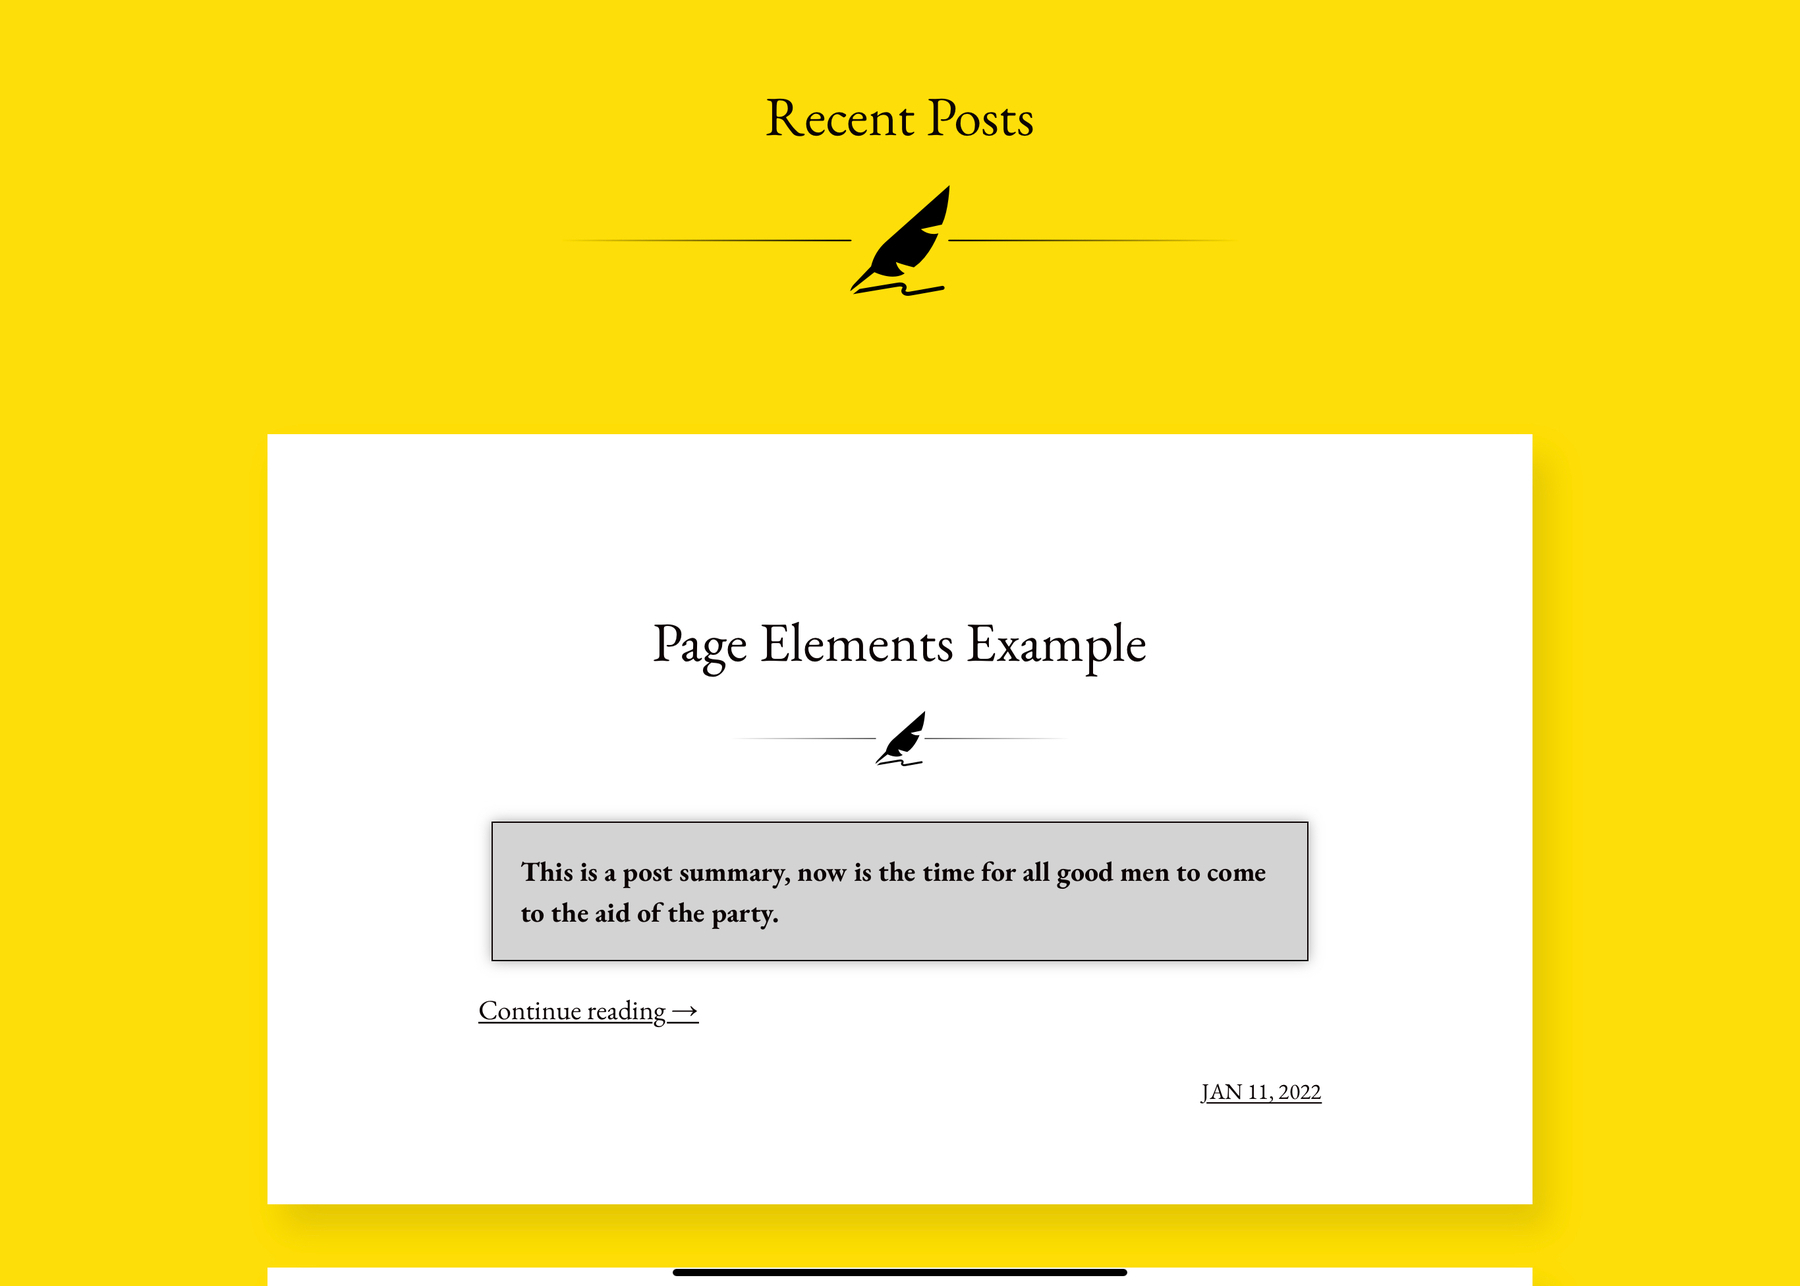 Recent Posts
Page Elements Example
This is a post summary, now is the time for all good men to come
to the aid of the party.
Continue reading →
JAN 11, 2022